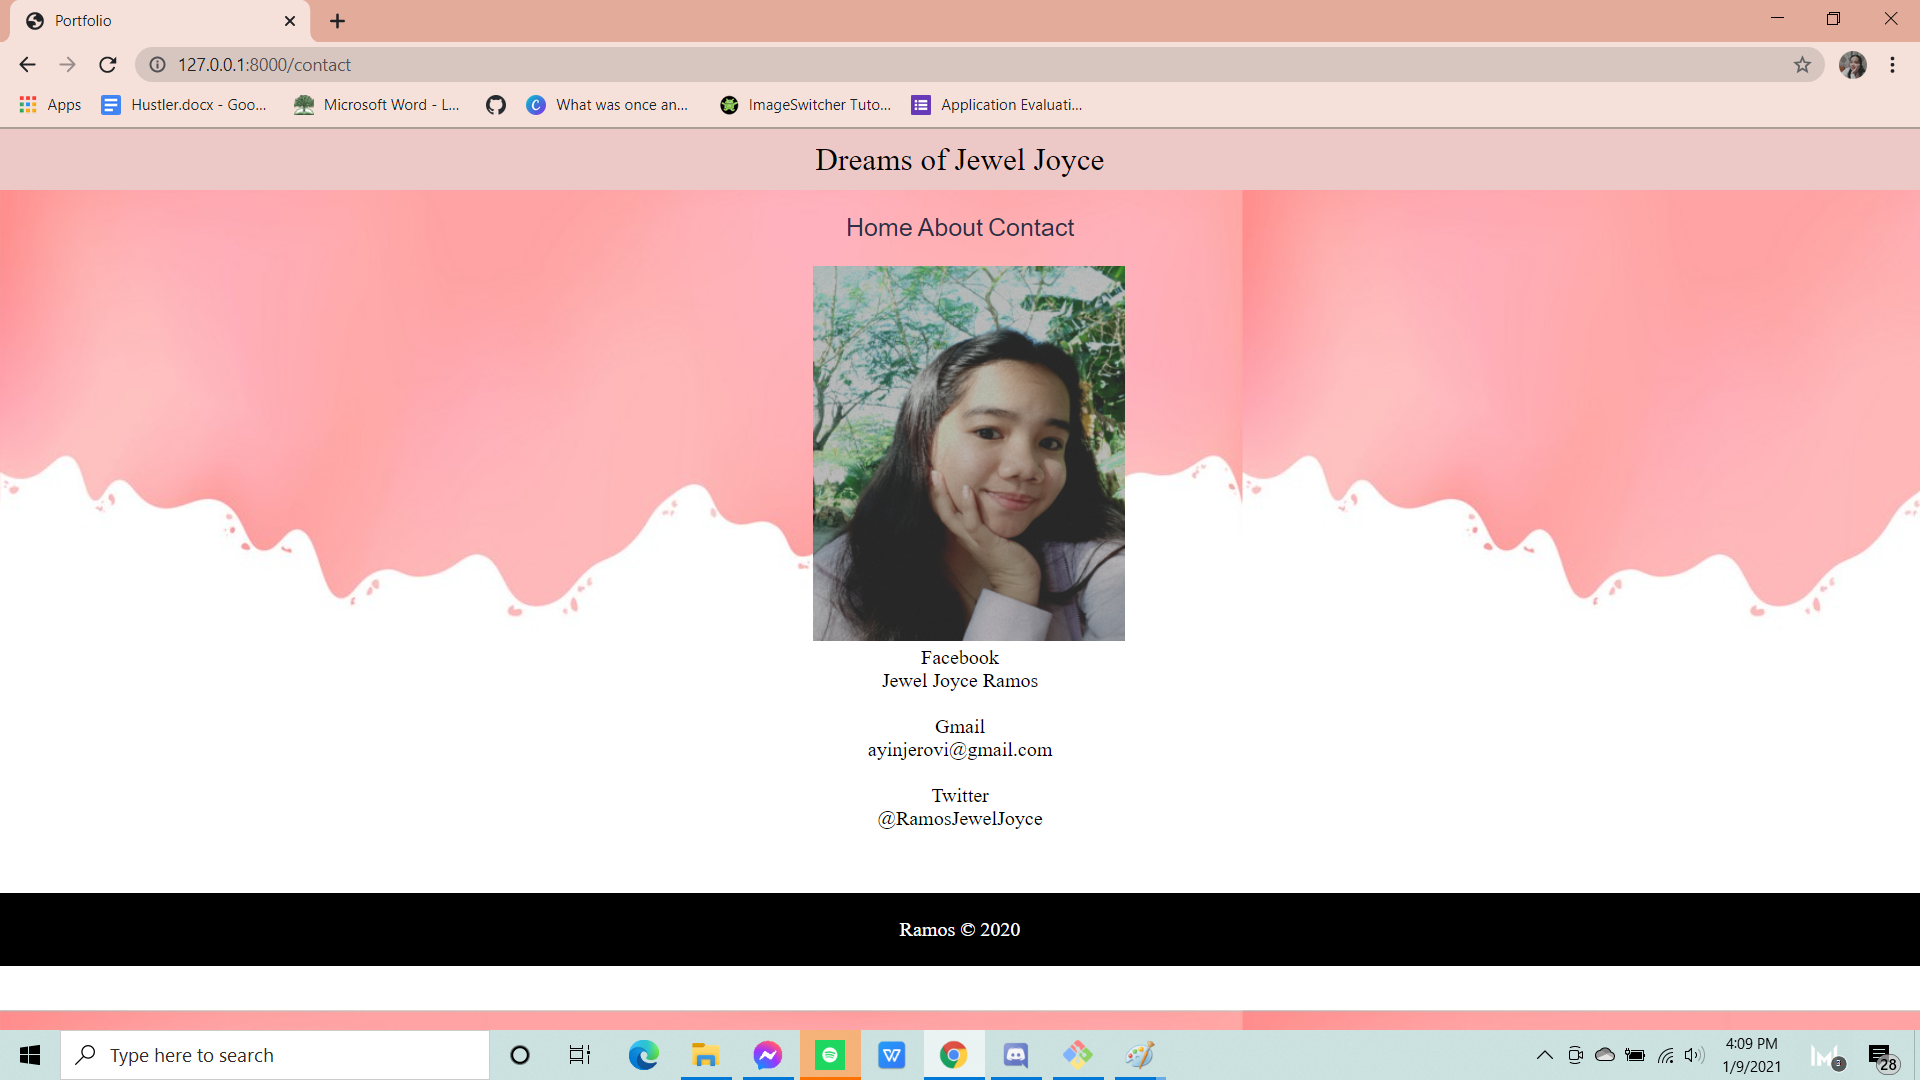 Portfolio
127.0.0.1:8000/contact
Apps
Hustler.docx - Goo...
Microsoft Word - L...
What was once an...
ImageSwitcher Tuto...
Application Evaluati...
Dreams of Jewel Joyce
Home About Contact
Facebook
Jewel Joyce Ramos
Gmail
ayinjerovi@gmail.com
Twitter
@RamosJewelJoyce
Ramos © 2020
Type here to search
4:09 PM
1/9/2021
3
28